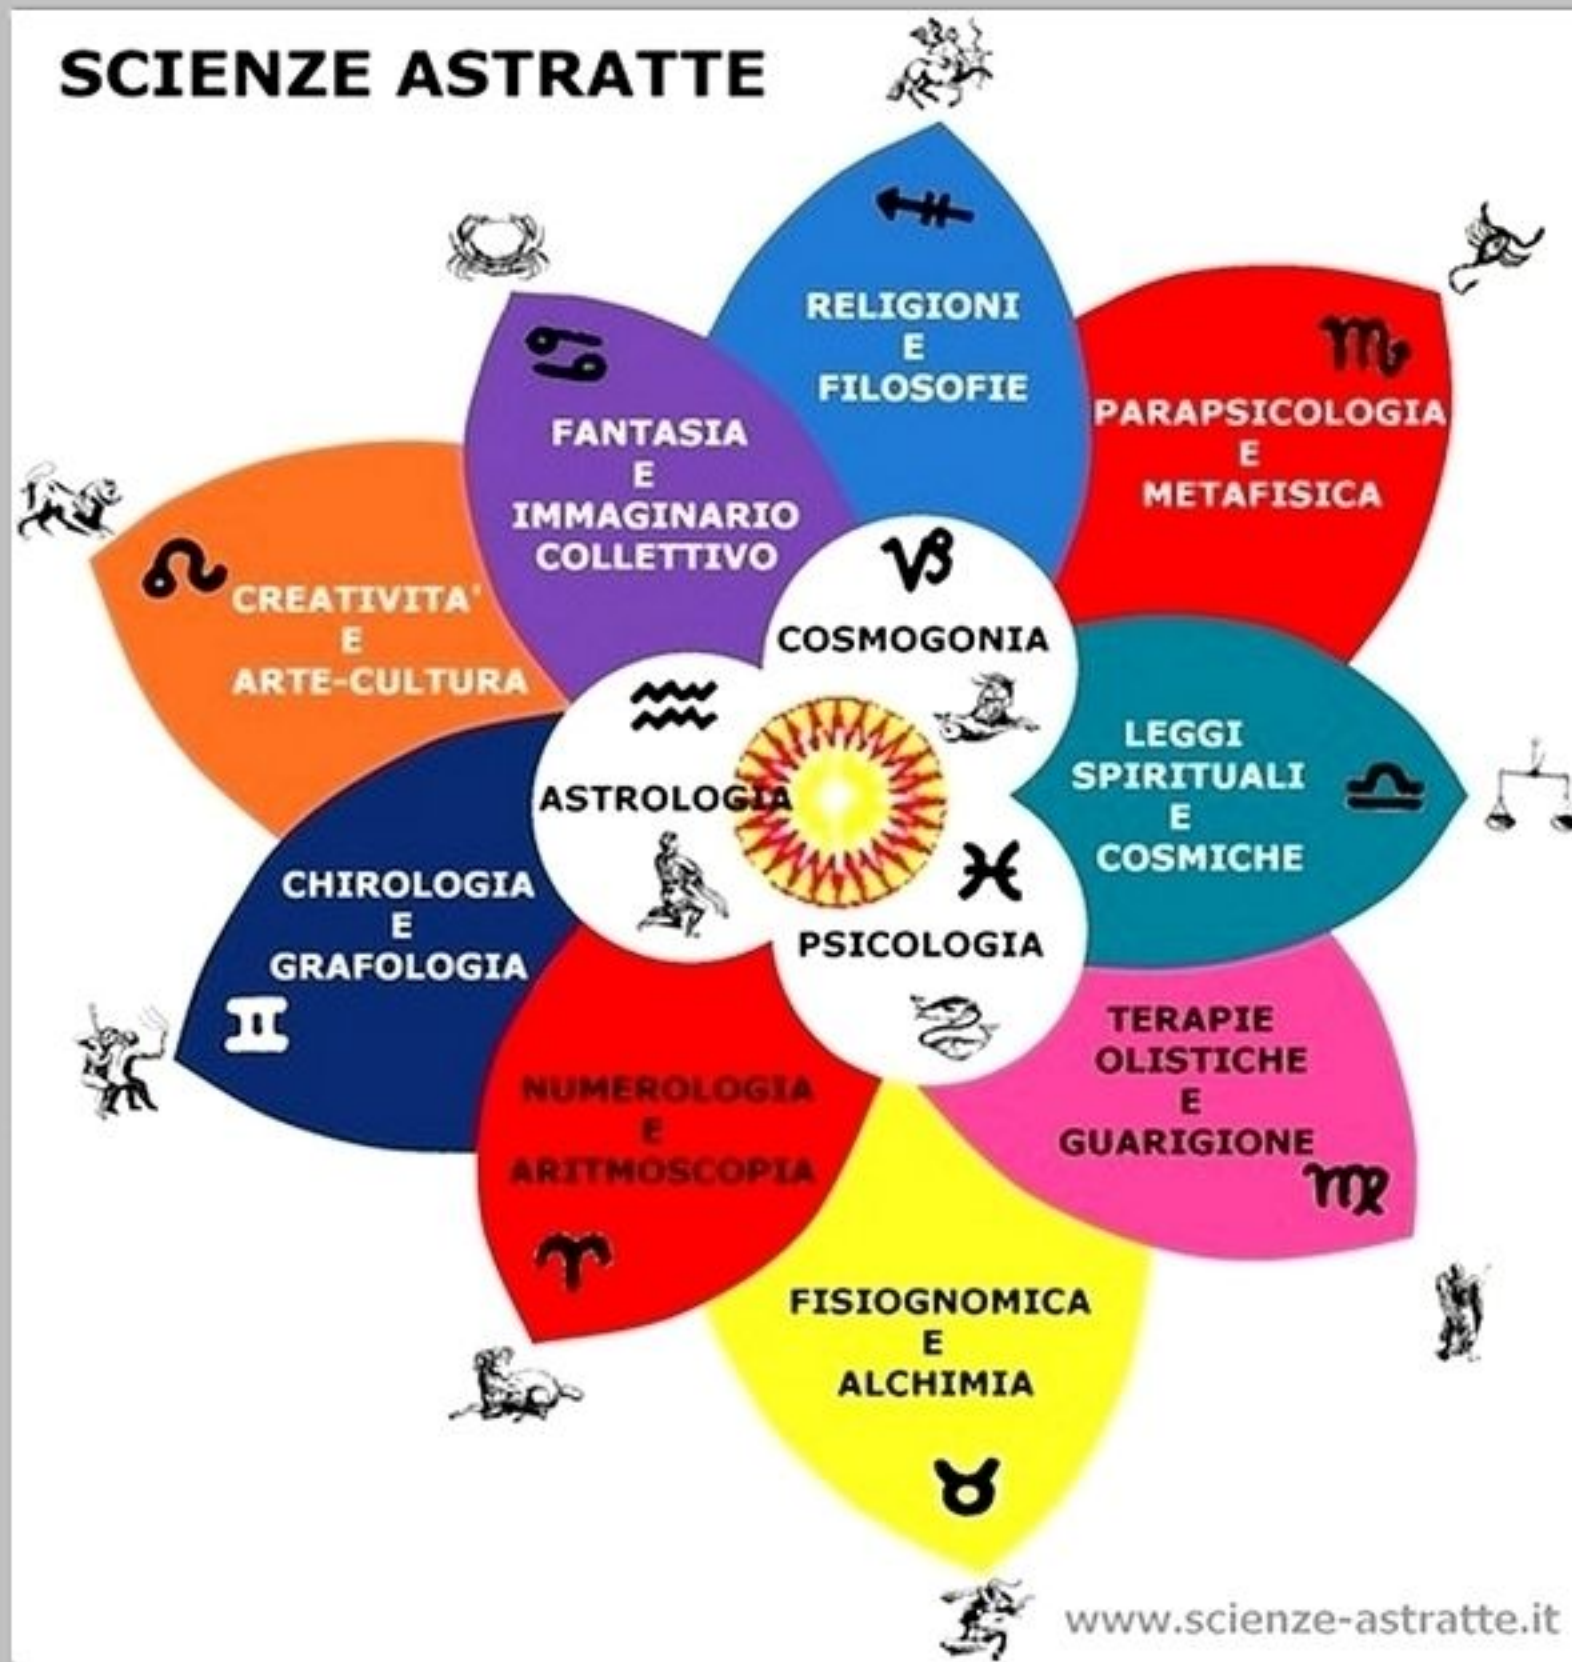 SCIENZE ASTRATTE
RELIGIONI
E
FILOSOFIE
PARAPSICOLOGIA
E
METAFISICA
FANTASIA
E
IMMAGINARIO
COLLETTIVO
CREATIVITA'
E
ARTE-CULTURA
COSMOGONIA
LEGGI
SPIRITUALI
E
COSMICHE
ASTROLOGIA
CHIROLOGIA
E
GRAFOLOGIA
PSICOLOGIA
TERAPIE
OLISTICHE
E
GUARIGIONE
NUMEROLOGIA
E
ARITMOSCOPIA
FISIOGNOMICA
E
ALCHIMIA
www.scienze-astratte.it